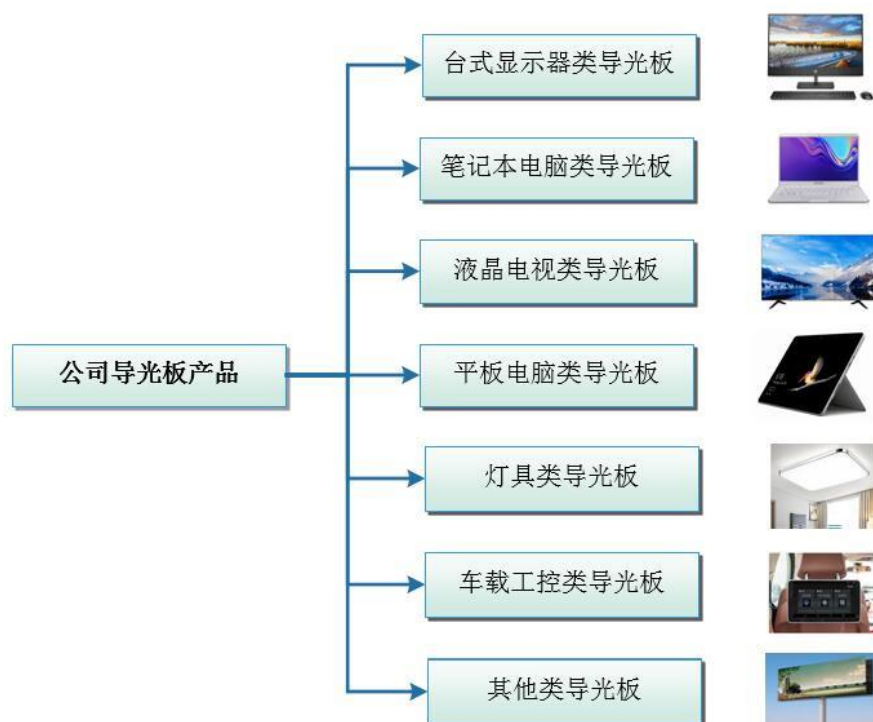 台式显示器类导光板
笔记本电脑类导光板
液晶电视类导光板
公司导光板产品
平板电脑类导光板
灯具类导光板
车载工控类导光板
其他类导光板